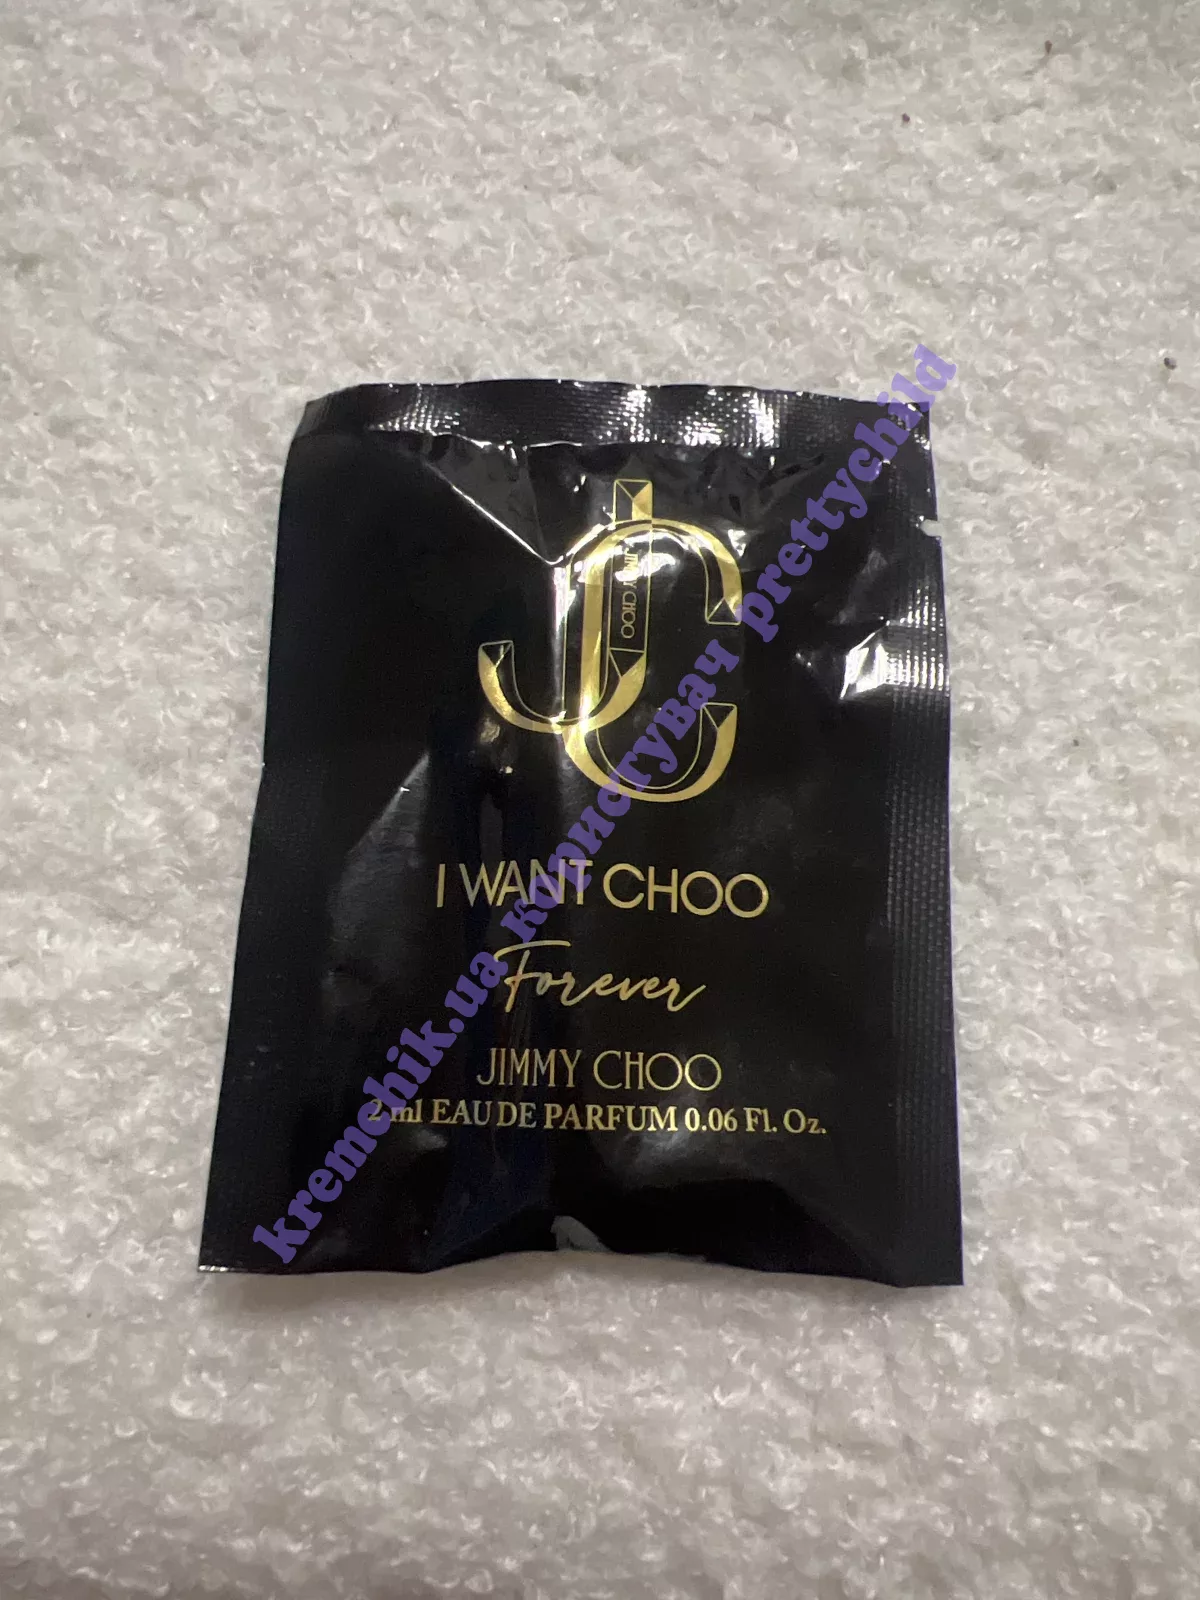 JIMMY CHOO
I WANT CHOO
Forever
JIMMY CHOO
2 ml EAU DE PARFUM 0.06 Fl. Oz.
kremchik.ua користувач prettychild